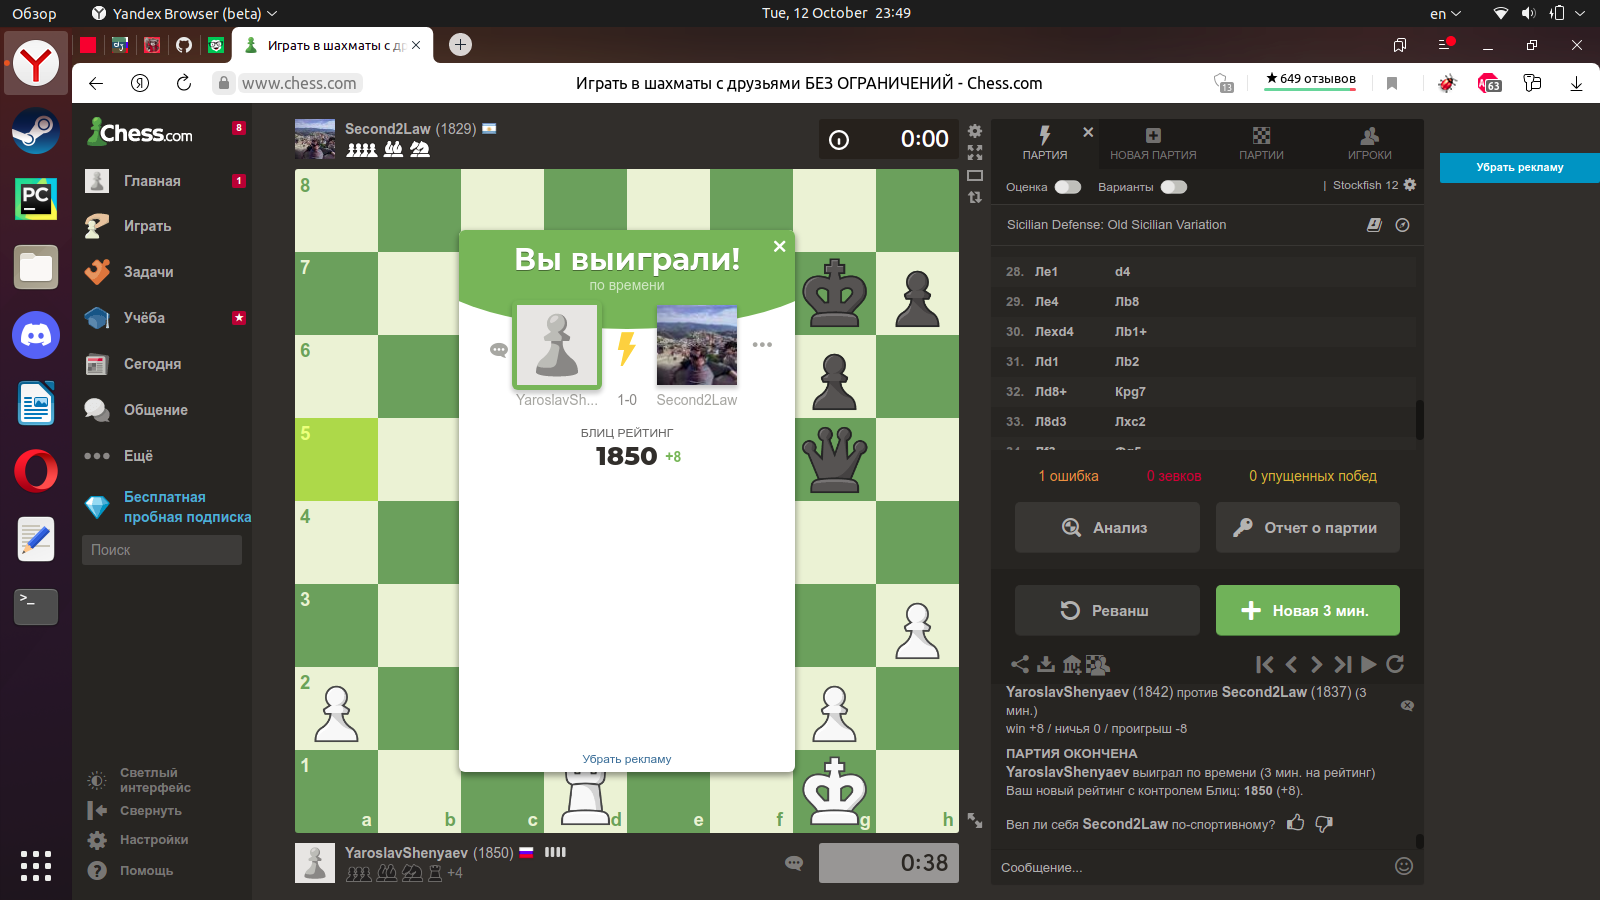 Обзор
Yandex Browser (beta)
Tue, 12 October 23:49
en
Играть в шахматы с др
www.chess.com
Играть в шахматы с друзьями БЕЗ ОГРАНИЧЕНИЙ - Chess.com
13
★ 649 отзывов
63
Chess.com
8
Главная
1
Играть
Задачи
Учёба
Сегодня
Общение
Ещё
Бесплатная
пробная подписка
Поиск
Светлый
интерфейс
Свернуть
Настройки
Помощь
PC
Second2Law (1829)
0:00
8
7
6
5
4
3
2
1
a
b
c
d
e
f
g
h
Вы выиграли!
по времени
YaroslavSh...
1-0
Second2Law
БЛИЦ РЕЙТИНГ
1850 +8
Убрать рекламу
YaroslavShenyaev (1850)
+4
0:38
ПАРТИЯ
НОВАЯ ПАРТИЯ
ПАРТИИ
ИГРОКИ
Оценка
Варианты
| Stockfish 12
Sicilian Defense: Old Sicilian Variation
28. Лe1 d4
29. Лe4 Лb8
30. Лexd4 Лb1+
31. Лd1 Лb2
32. Лd8+ Крg7
33. Л8d3 Лxc2
1 ошибка
0 зевков
0 упущенных побед
Анализ
Отчет о партии
Реванш
Новая 3 мин.
YaroslavShenyaev (1842) против Second2Law (1837) (3
мин.)
win +8 / ничья 0 / проигрыш -8
ПАРТИЯ ОКОНЧЕНА
YaroslavShenyaev выиграл по времени (3 мин. на рейтинг)
Ваш новый рейтинг с контролем Блиц: 1850 (+8).
Вел ли себя Second2Law по-спортивному?
Сообщение...
Убрать рекламу